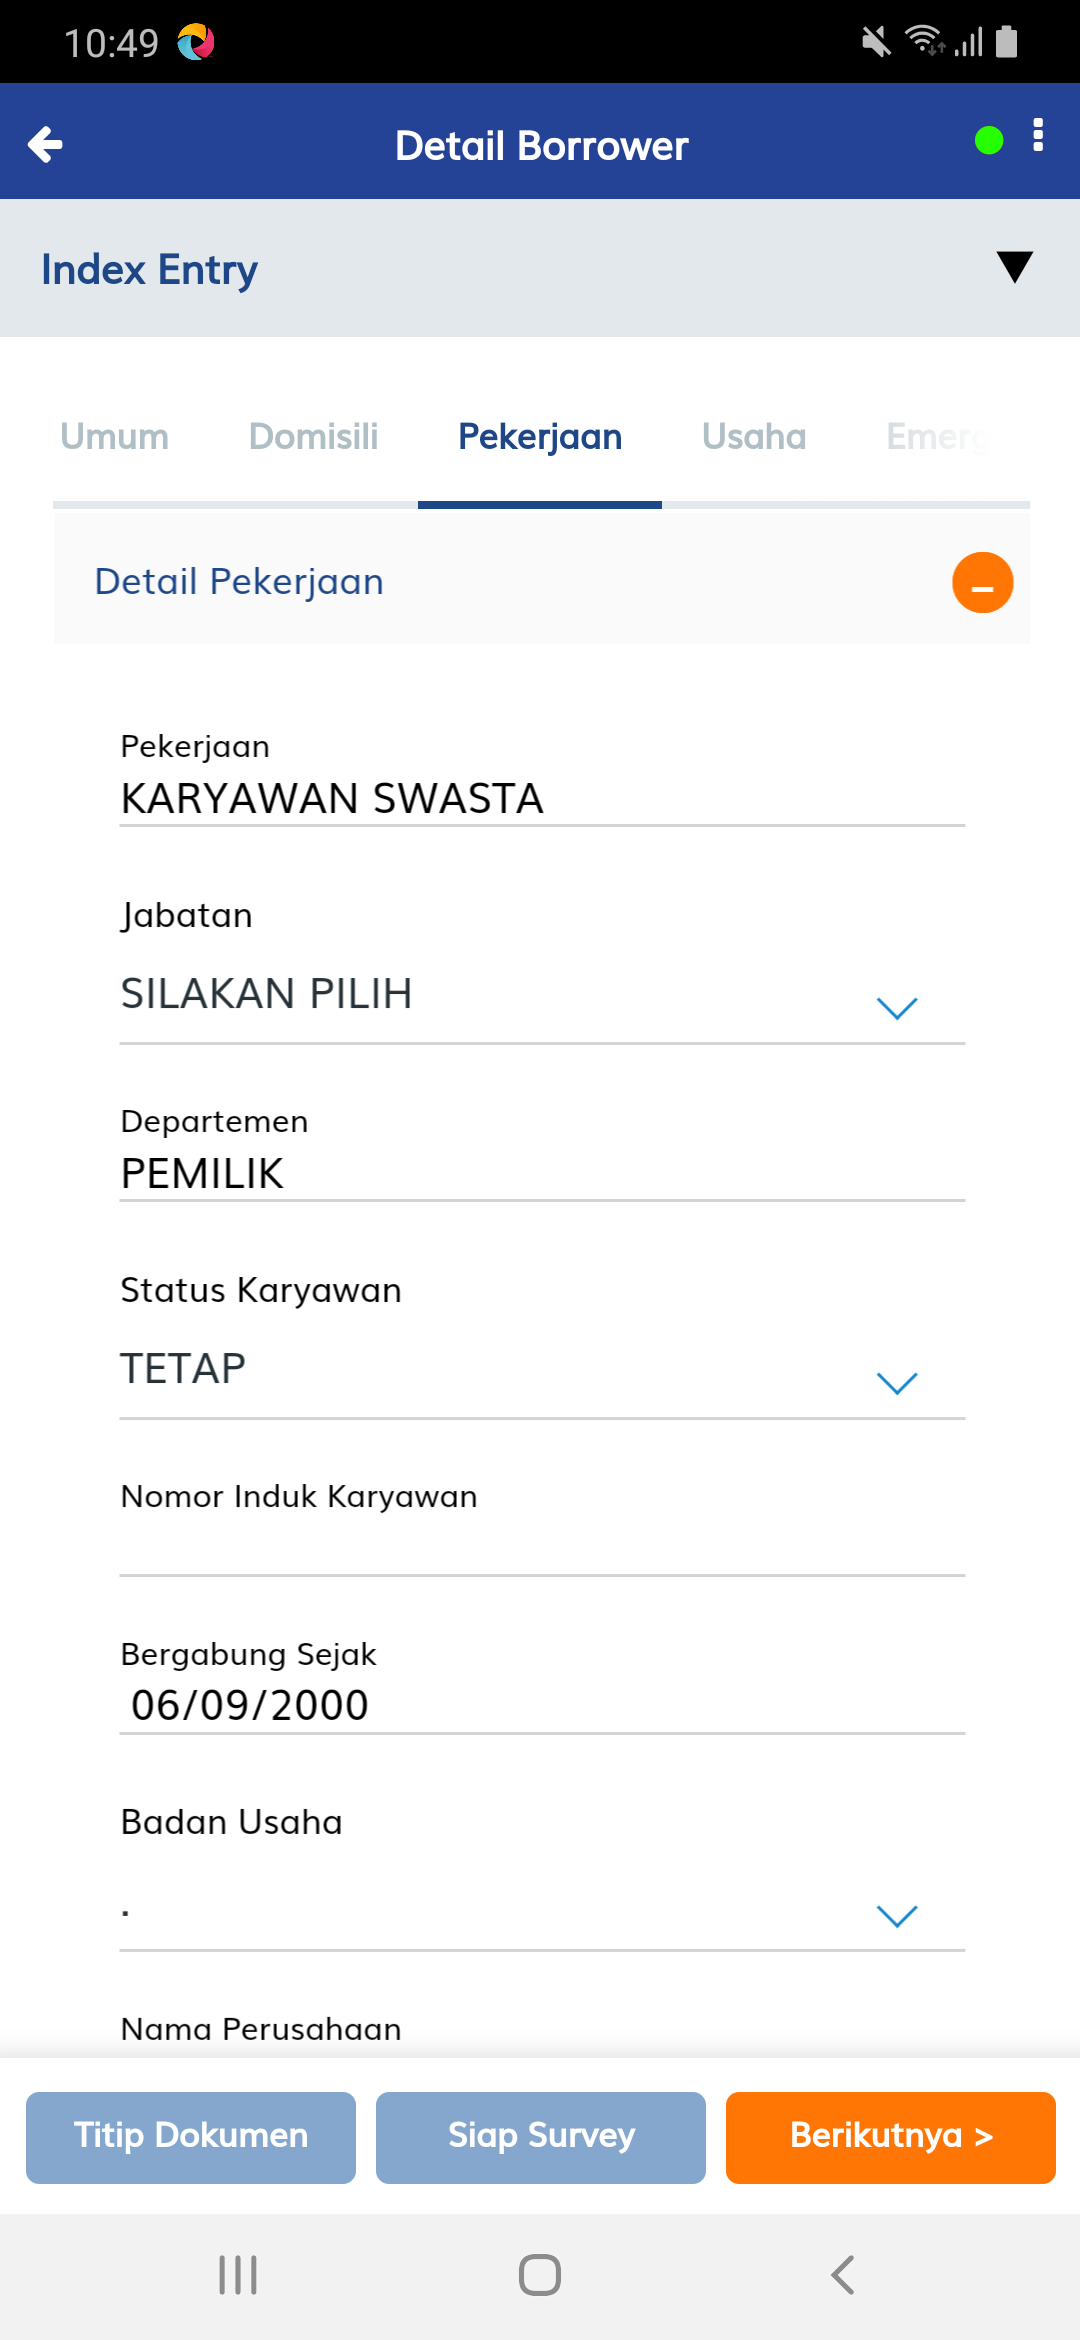 10:49
Detail Borrower
Index Entry
Umum Domisili Pekerjaan Usaha Emerg
Detail Pekerjaan
Pekerjaan
KARYAWAN SWASTA
Jabatan
SILAKAN PILIH
Departemen
PEMILIK
Status Karyawan
TETAP
Nomor Induk Karyawan
Bergabung Sejak
06/09/2000
Badan Usaha
.
Nama Perusahaan
Titip Dokumen Siap Survey Berikutnya >